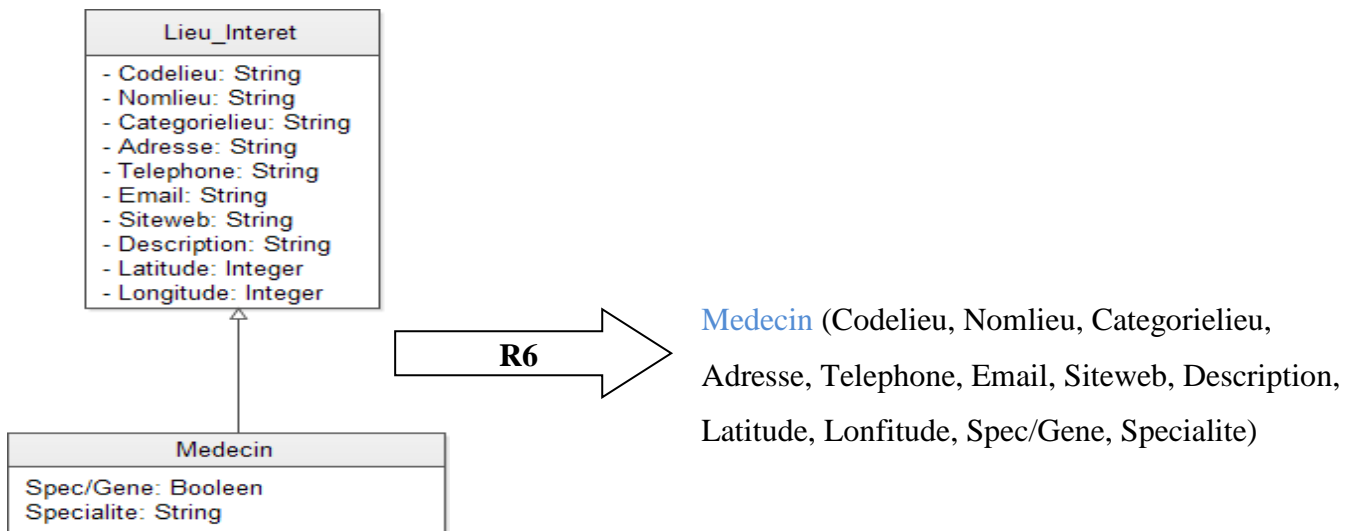 Lieu_Interet
- Codelieu: String
- Nomlieu: String
- Categorielieu: String
- Adresse: String
- Telephone: String
- Email: String
- Siteweb: String
- Description: String
- Latitude: Integer
- Longitude: Integer
R6
Medecin (Codelieu, Nomlieu, Categorielieu,
Adresse, Telephone, Email, Siteweb, Description,
Latitude, Lonfitude, Spec/Gene, Specialite)
Medecin
Spec/Gene: Booleen
Specialite: String